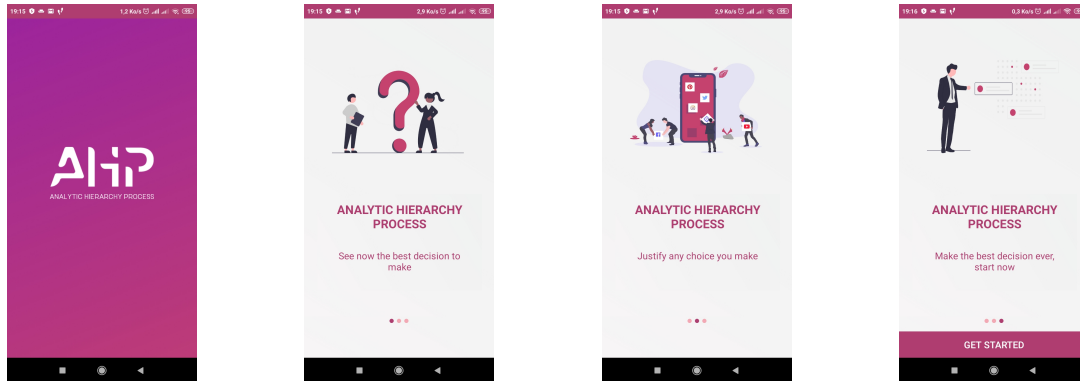 19:15
1,2 Ko/s
AHP
ANALYTIC HIERARCHY PROCESS
19:15
2,9 Ko/s
ANALYTIC HIERARCHY
PROCESS
See now the best decision to
make
19:15
2,9 Ko/s
ANALYTIC HIERARCHY
PROCESS
Justify any choice you make
19:16
0,3 Ko/s
ANALYTIC HIERARCHY
PROCESS
Make the best decision ever,
start now
GET STARTED